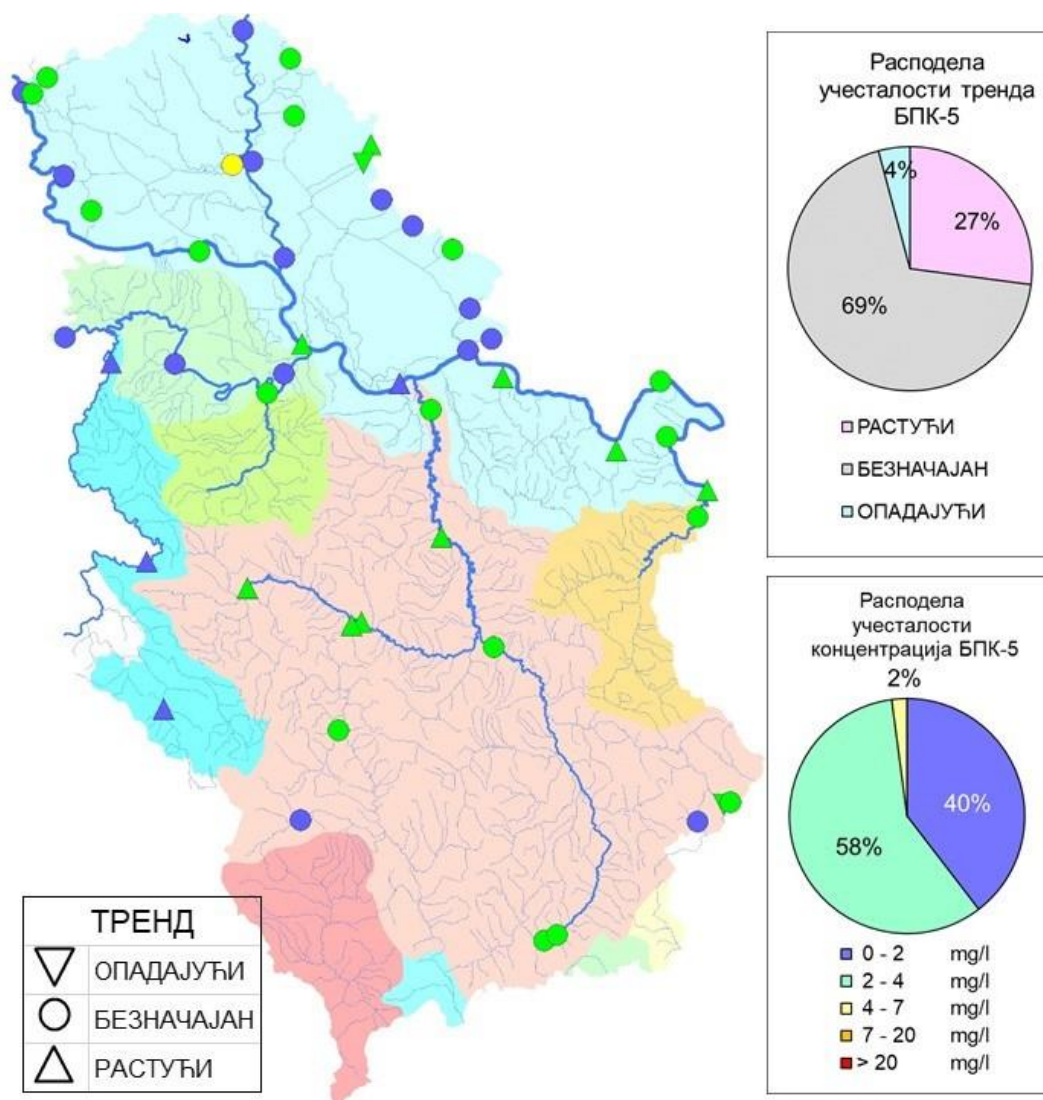 Расподела
учесталости тренда
БПК-5
4%
27%
69%
РАСТУЋИ
БЕЗНАЧАЈАН
ОПАДАЈУЋИ
Расподела
учесталости
концентрација БПК-5
2%
40%
58%
0 - 2 mg/l
2 - 4 mg/l
4 - 7 mg/l
7 - 20 mg/l
> 20 mg/l
ТРЕНД
ОПАДАЈУЋИ
БЕЗНАЧАЈАН
РАСТУЋИ